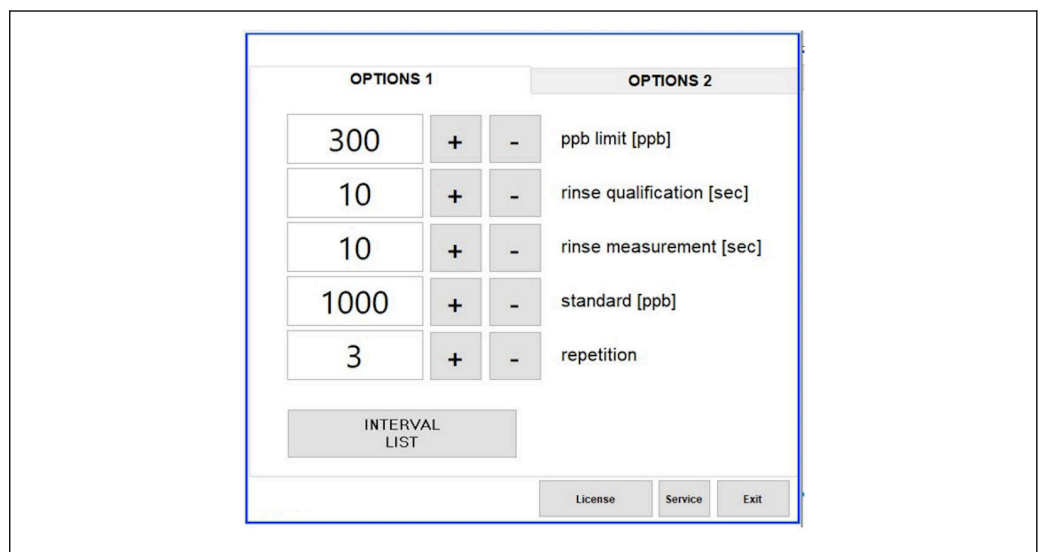 OPTIONS 1 OPTIONS 2
300 + - ppb limit [ppb]
10 + - rinse qualification [sec]
10 + - rinse measurement [sec]
1000 + - standard [ppb]
3 + - repetition
INTERVAL
LIST
License Service Exit